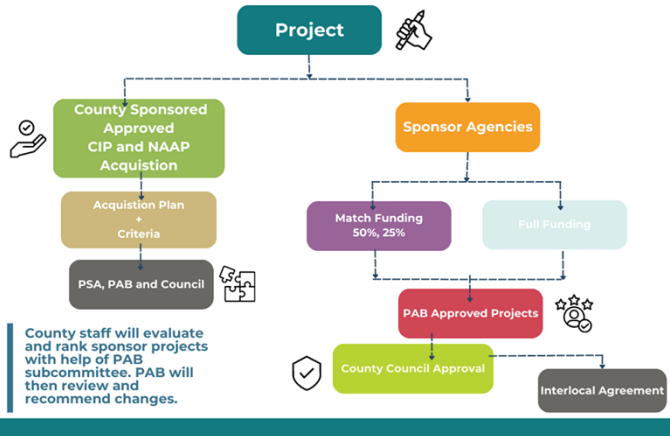 Project
County Sponsored
Approved
CIP and NAAP
Acquistion
Sponsor Agencies
Acquistion Plan
+
Criteria
Match Funding
50%, 25%
Full Funding
PSA, PAB and Council
PAB Approved Projects
County staff will evaluate
and rank sponsor projects
with help of PAB
subcommittee. PAB will
then review and
recommend changes.
County Council Approval
Interlocal Agreement